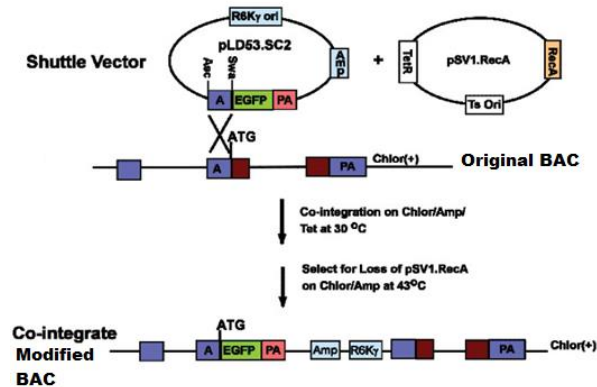 R6Kγ ori
pLD53.SC2
Shuttle Vector
Asc
Swa
Amp
A
EGFP
PA
+
TetR
pSV1.RecA
RecA
Ts Ori
ATG
A
PA
Chlor(+)
Original BAC
Co-integration on Chlor/Amp/
Tet at 30 °C
Select for Loss of pSV1.RecA
on Chlor/Amp at 43°C
Co-integrate
Modified
BAC
ATG
A
EGFP
PA
Amp
R6Kγ
PA
Chlor(+)